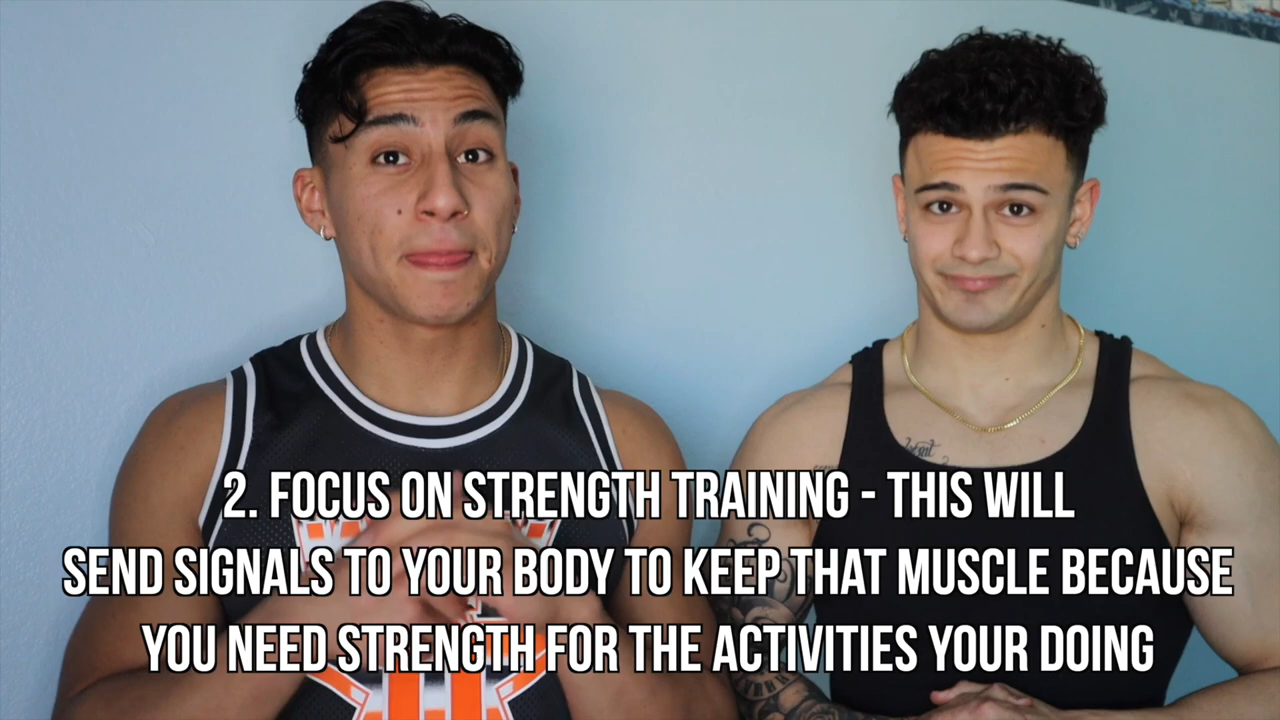 2. FOCUS ON STRENGTH TRAINING - THIS WILL
SEND SIGNALS TO YOUR BODY TO KEEP THAT MUSCLE BECAUSE
YOU NEED STRENGTH FOR THE ACTIVITIES YOUR DOING